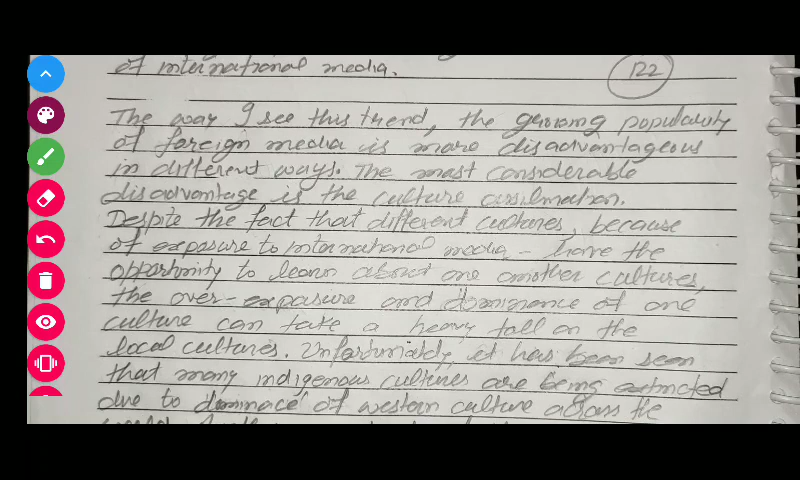 of international media.
122
The way I see this trend, the growing popularity
of foreign media is more disadvantageous
in different ways. The most considerable
disadvantage is the culture assilmation.
Despite the fact that different cultures, because
of exposure to international media - have the
opportunity to learn about one another cultures,
the over-exposure and dominance of one
culture can take a heavy toll on the
local cultures. Unfortunately, it has been seen
that many indigenous cultures are being extincted
due to dominace of western culture across the